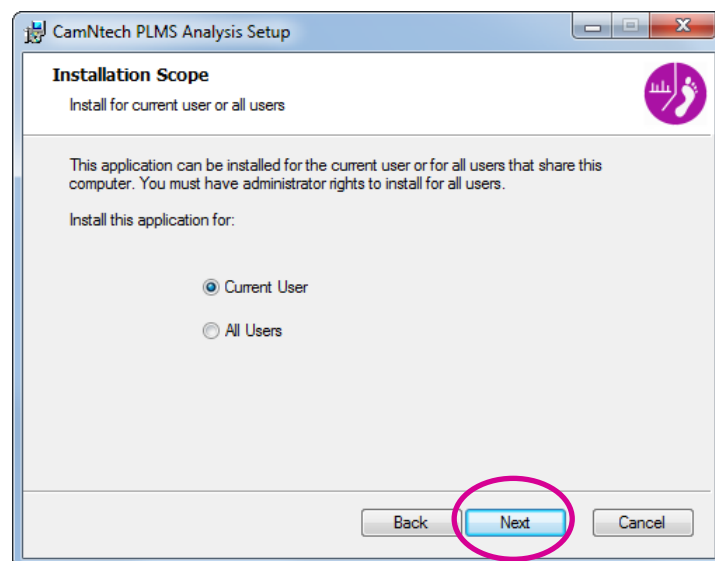 CamNtech PLMS Analysis Setup
Installation Scope
Install for current user or all users
This application can be installed for the current user or for all users that share this
computer. You must have administrator rights to install for all users.
Install this application for:
Current User
All Users
Back Next Cancel